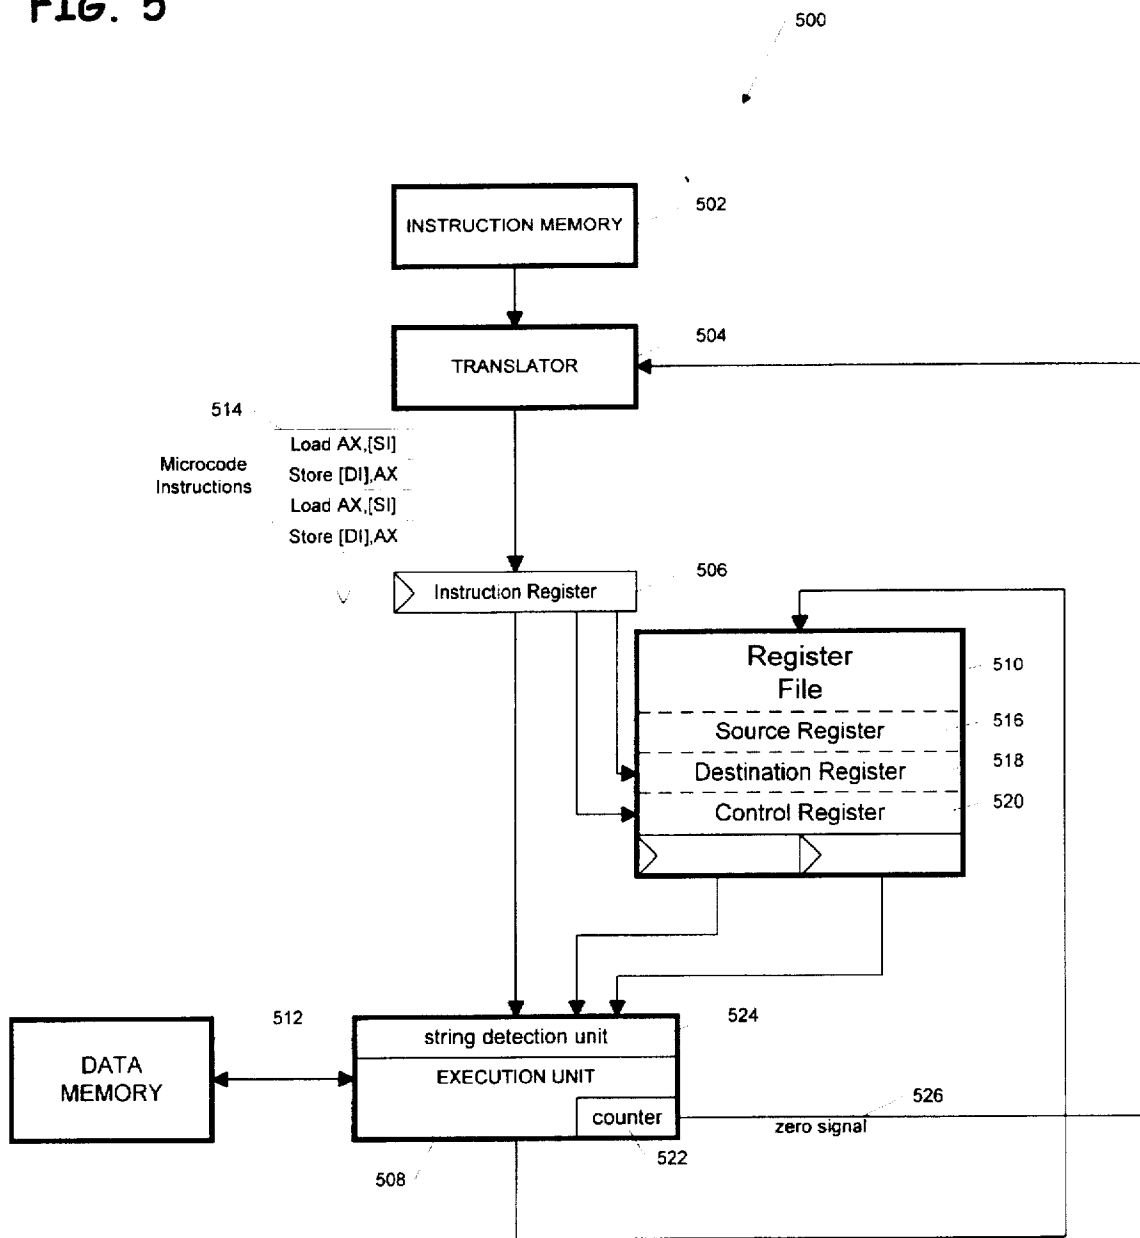 FIG. 5
500
INSTRUCTION MEMORY
502
TRANSLATOR
504
514
Microcode
Instructions
Load AX,[SI]
Store [DI],AX
Load AX,[SI]
Store [DI],AX
Instruction Register
506
Register
File
510
Source Register
516
Destination Register
518
Control Register
520
DATA
MEMORY
512
string detection unit
524
EXECUTION UNIT
counter
zero signal
526
522
508